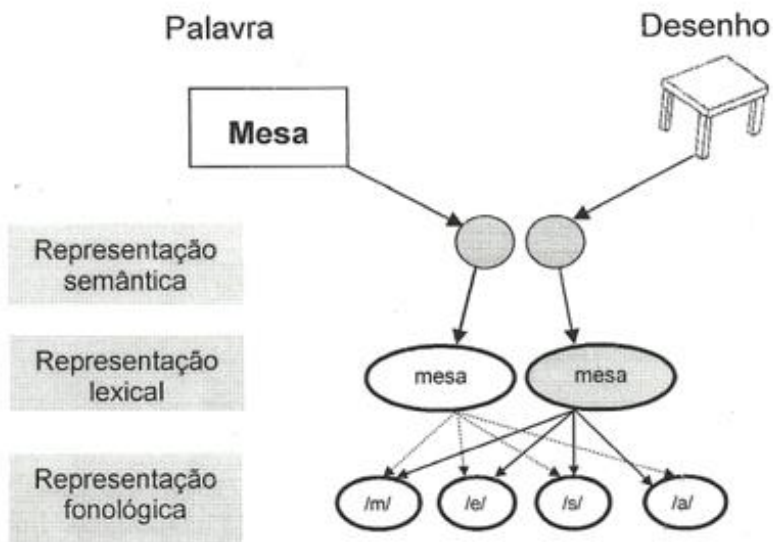 Palavra
Desenho
Mesa
Representação
semântica
Representação
lexical
mesa
mesa
Representação
fonológica
/m/
/e/
/s/
/a/